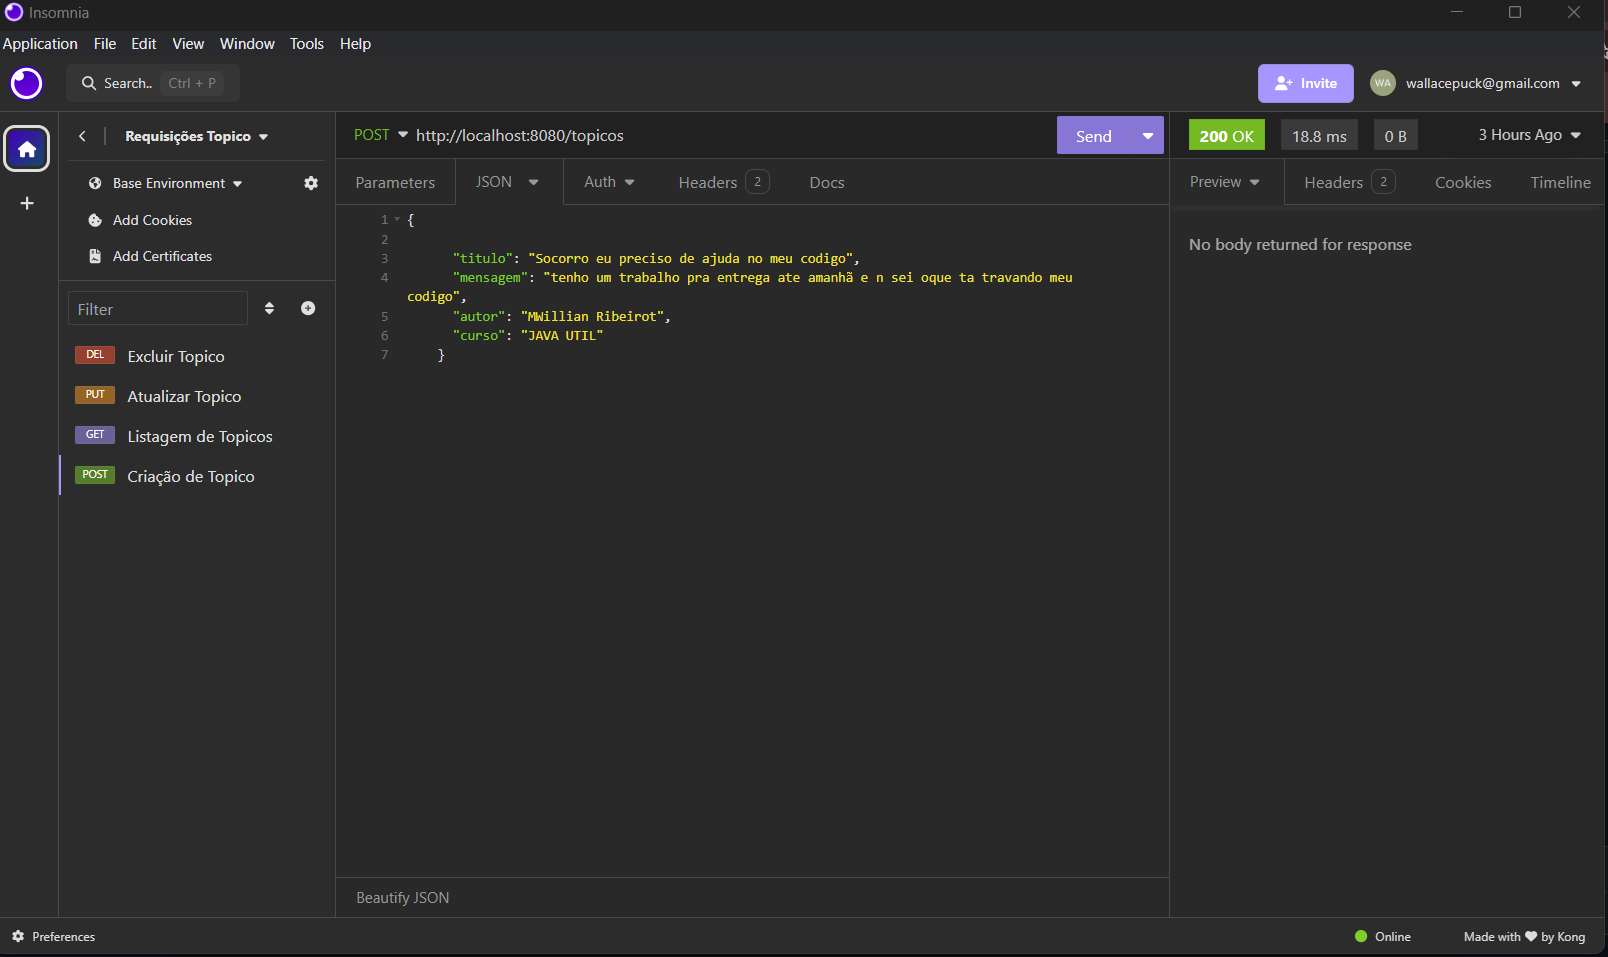 Insomnia
Application File Edit View Window Tools Help
Search.. Ctrl + P
Invite
WA wallacepuck@gmail.com
Requisições Topico
Base Environment
Add Cookies
Add Certificates
Filter
DEL Excluir Topico
PUT Atualizar Topico
GET Listagem de Topicos
POST Criação de Topico
POST http://localhost:8080/topicos
Send
Parameters JSON Auth Headers 2 Docs
1 {
2
3 "titulo": "Socorro eu preciso de ajuda no meu codigo",
4 "mensagem": "tenho um trabalho pra entrega ate amanhã e n sei oque ta travando meu
codigo",
5 "autor": "MWillian Ribeirot",
6 "curso": "JAVA UTIL"
7 }
Beautify JSON
200 OK 18.8 ms 0 B 3 Hours Ago
Preview Headers 2 Cookies Timeline
No body returned for response
Preferences
Online
Made with ❤ by Kong